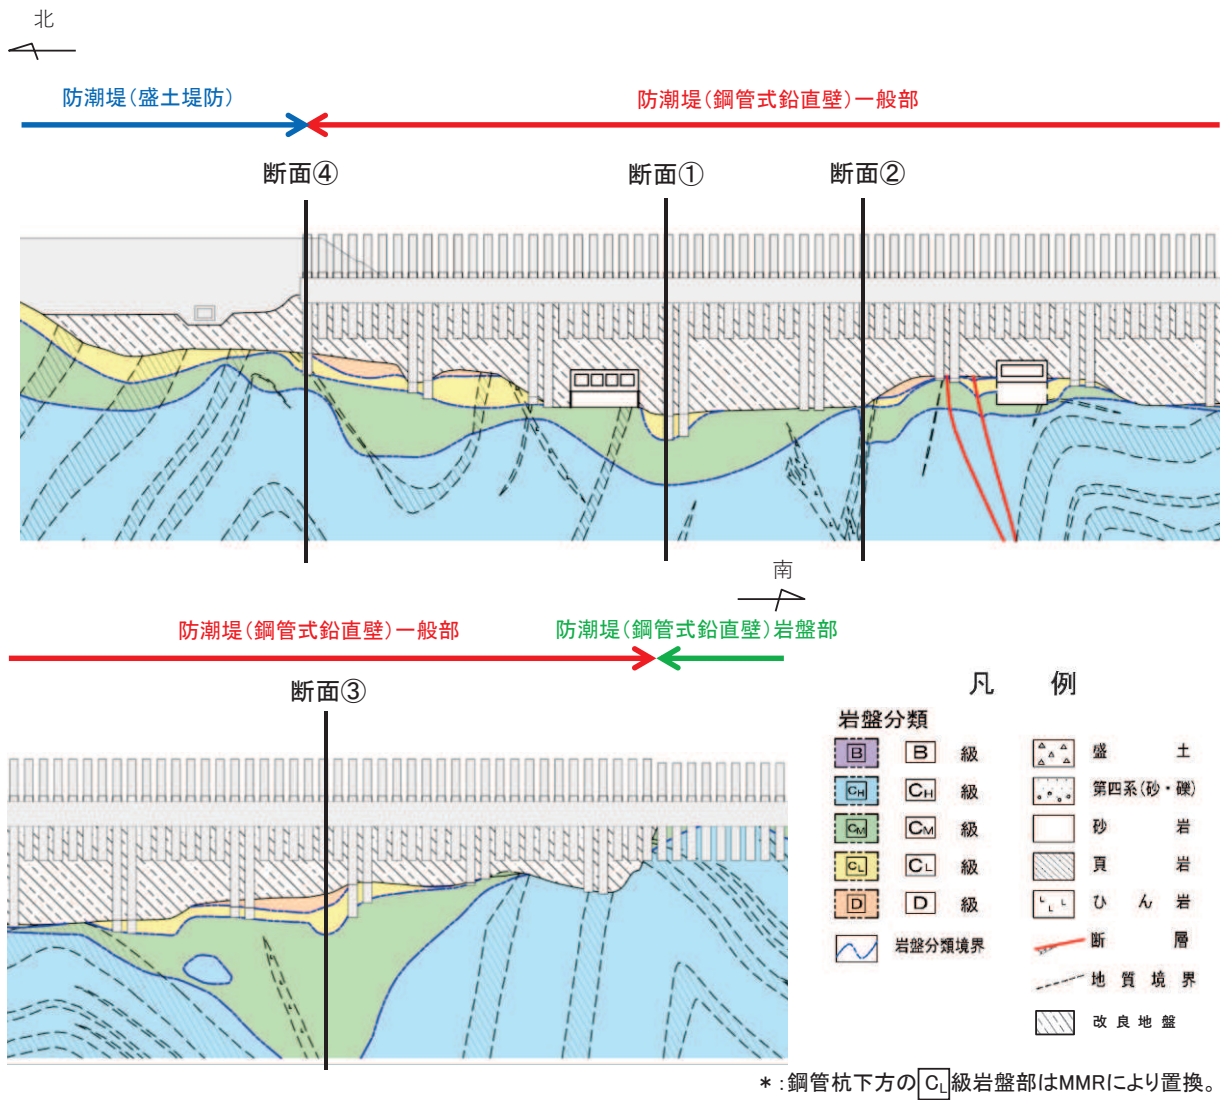 北
防潮堤(盛土堤防)
防潮堤(鋼管式鉛直壁)一般部
断面④
断面①
断面②
南
防潮堤(鋼管式鉛直壁)一般部
防潮堤(鋼管式鉛直壁)岩盤部
断面③
凡 例
岩盤分類
B B 級
CH CH 級
CM CM 級
CL CL 級
D D 級
岩盤分類境界
盛 土
第四系(砂・礫)
砂 岩
頁 岩
ひ ん 岩
断 層
地 質 境 界
改 良 地 盤
*:鋼管杭下方のCL級岩盤部はMMRにより置換。